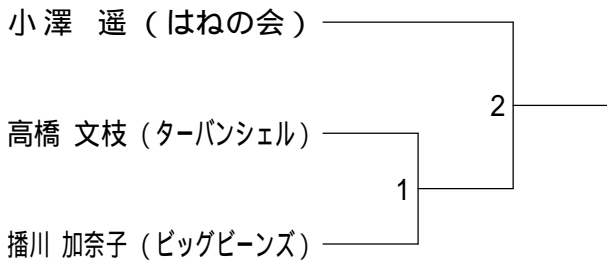 小澤 遥 (はねの会)
2
高橋 文枝 (ターバンシェル)
1
播川 加奈子 (ビッグビーンズ)